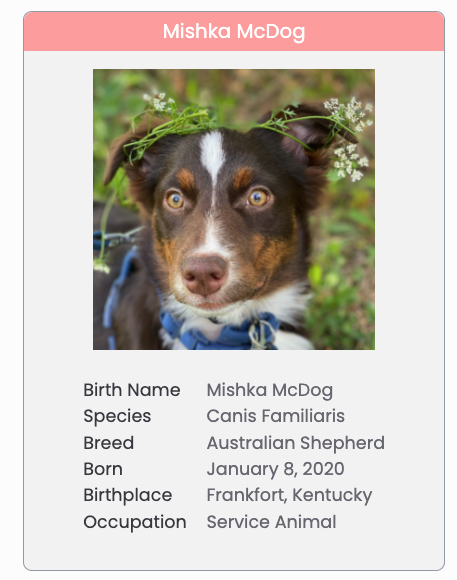 Mishka McDog
Birth Name Mishka McDog
Species Canis Familiaris
Breed Australian Shepherd
Born January 8, 2020
Birthplace Frankfort, Kentucky
Occupation Service Animal